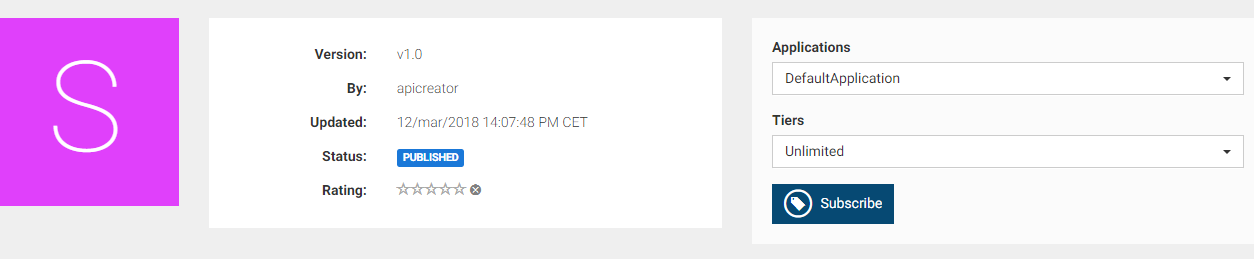 S
Version: v1.0
By: apicreator
Updated: 12/mar/2018 14:07:48 PM CET
Status: PUBLISHED
Rating:
Applications
DefaultApplication
Tiers
Unlimited
Subscribe